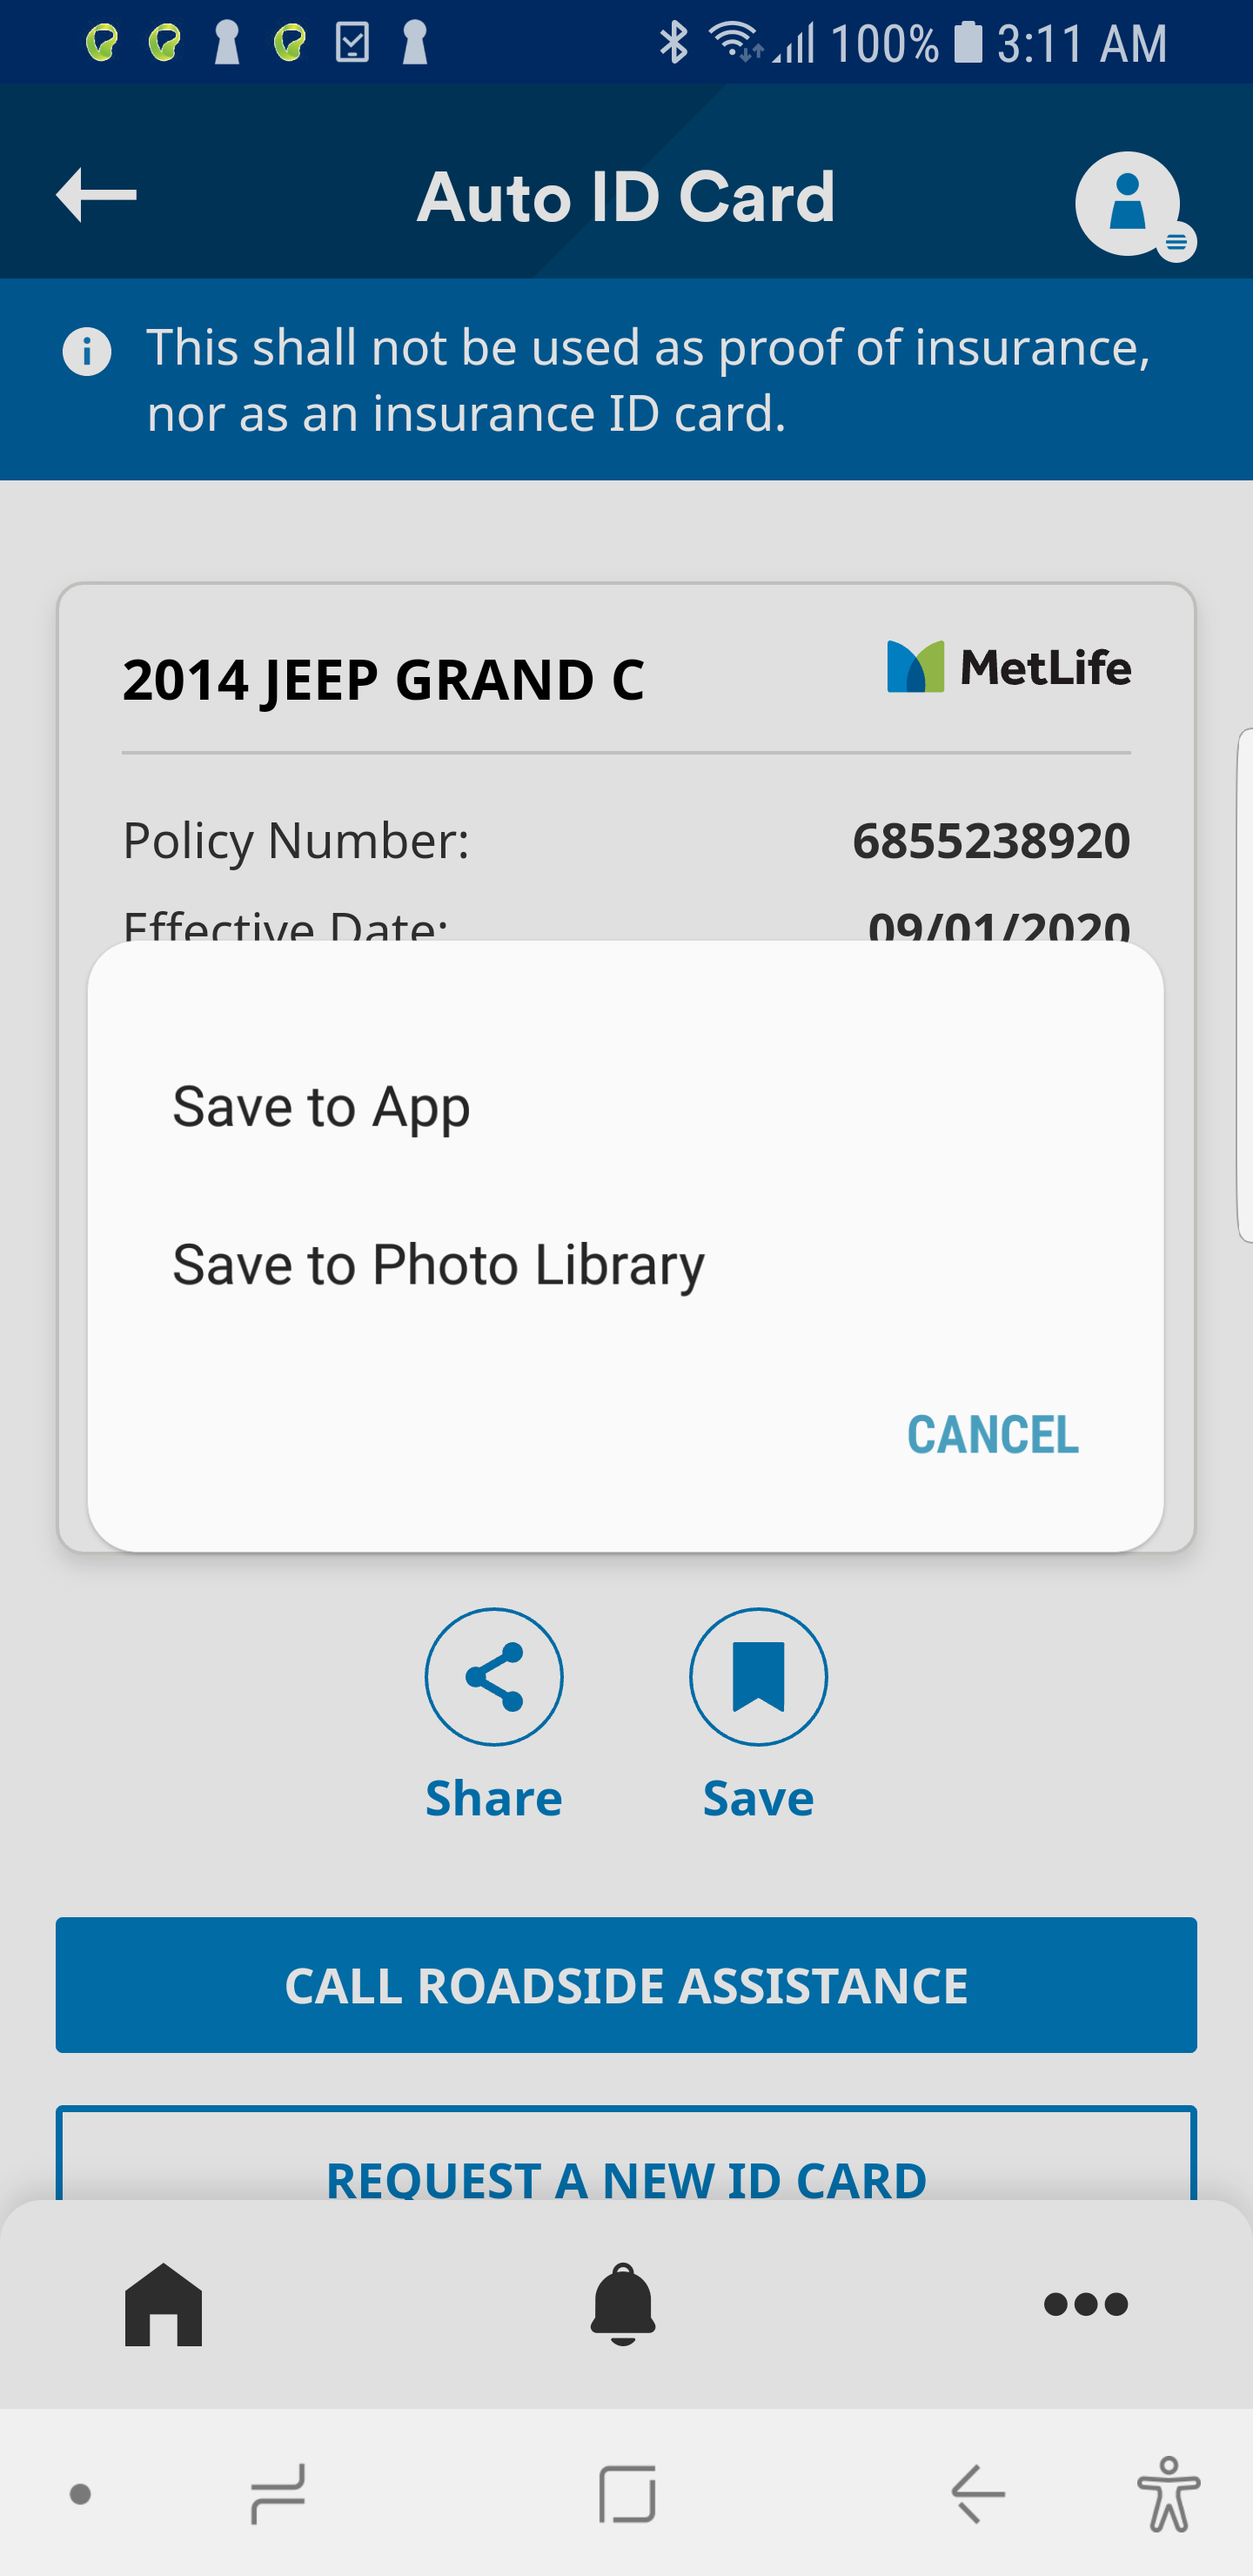 100% 3:11 AM
Auto ID Card
This shall not be used as proof of insurance,
nor as an insurance ID card.
2014 JEEP GRAND C
MetLife
Policy Number: 6855238920
Effective Date: 09/01/2020
Save to App
Save to Photo Library
CANCEL
Share Save
CALL ROADSIDE ASSISTANCE
REQUEST A NEW ID CARD